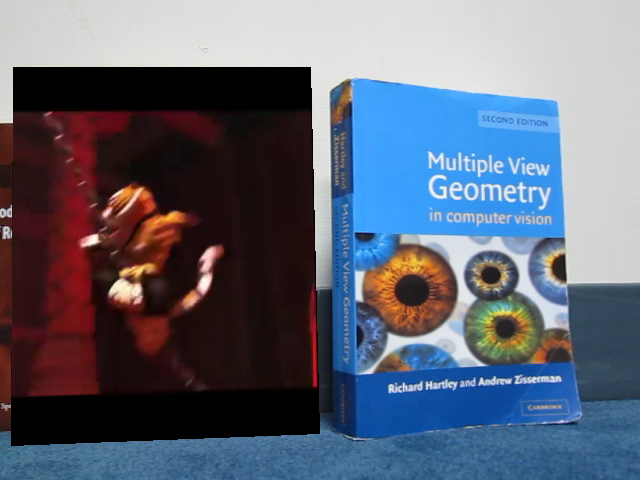 SECOND EDITION
Multiple View
Geometry
in computer vision
Richard Hartley and Andrew Zisserman
CAMBRIDGE
Hartley and
Zisserman
Multiple View Geometry